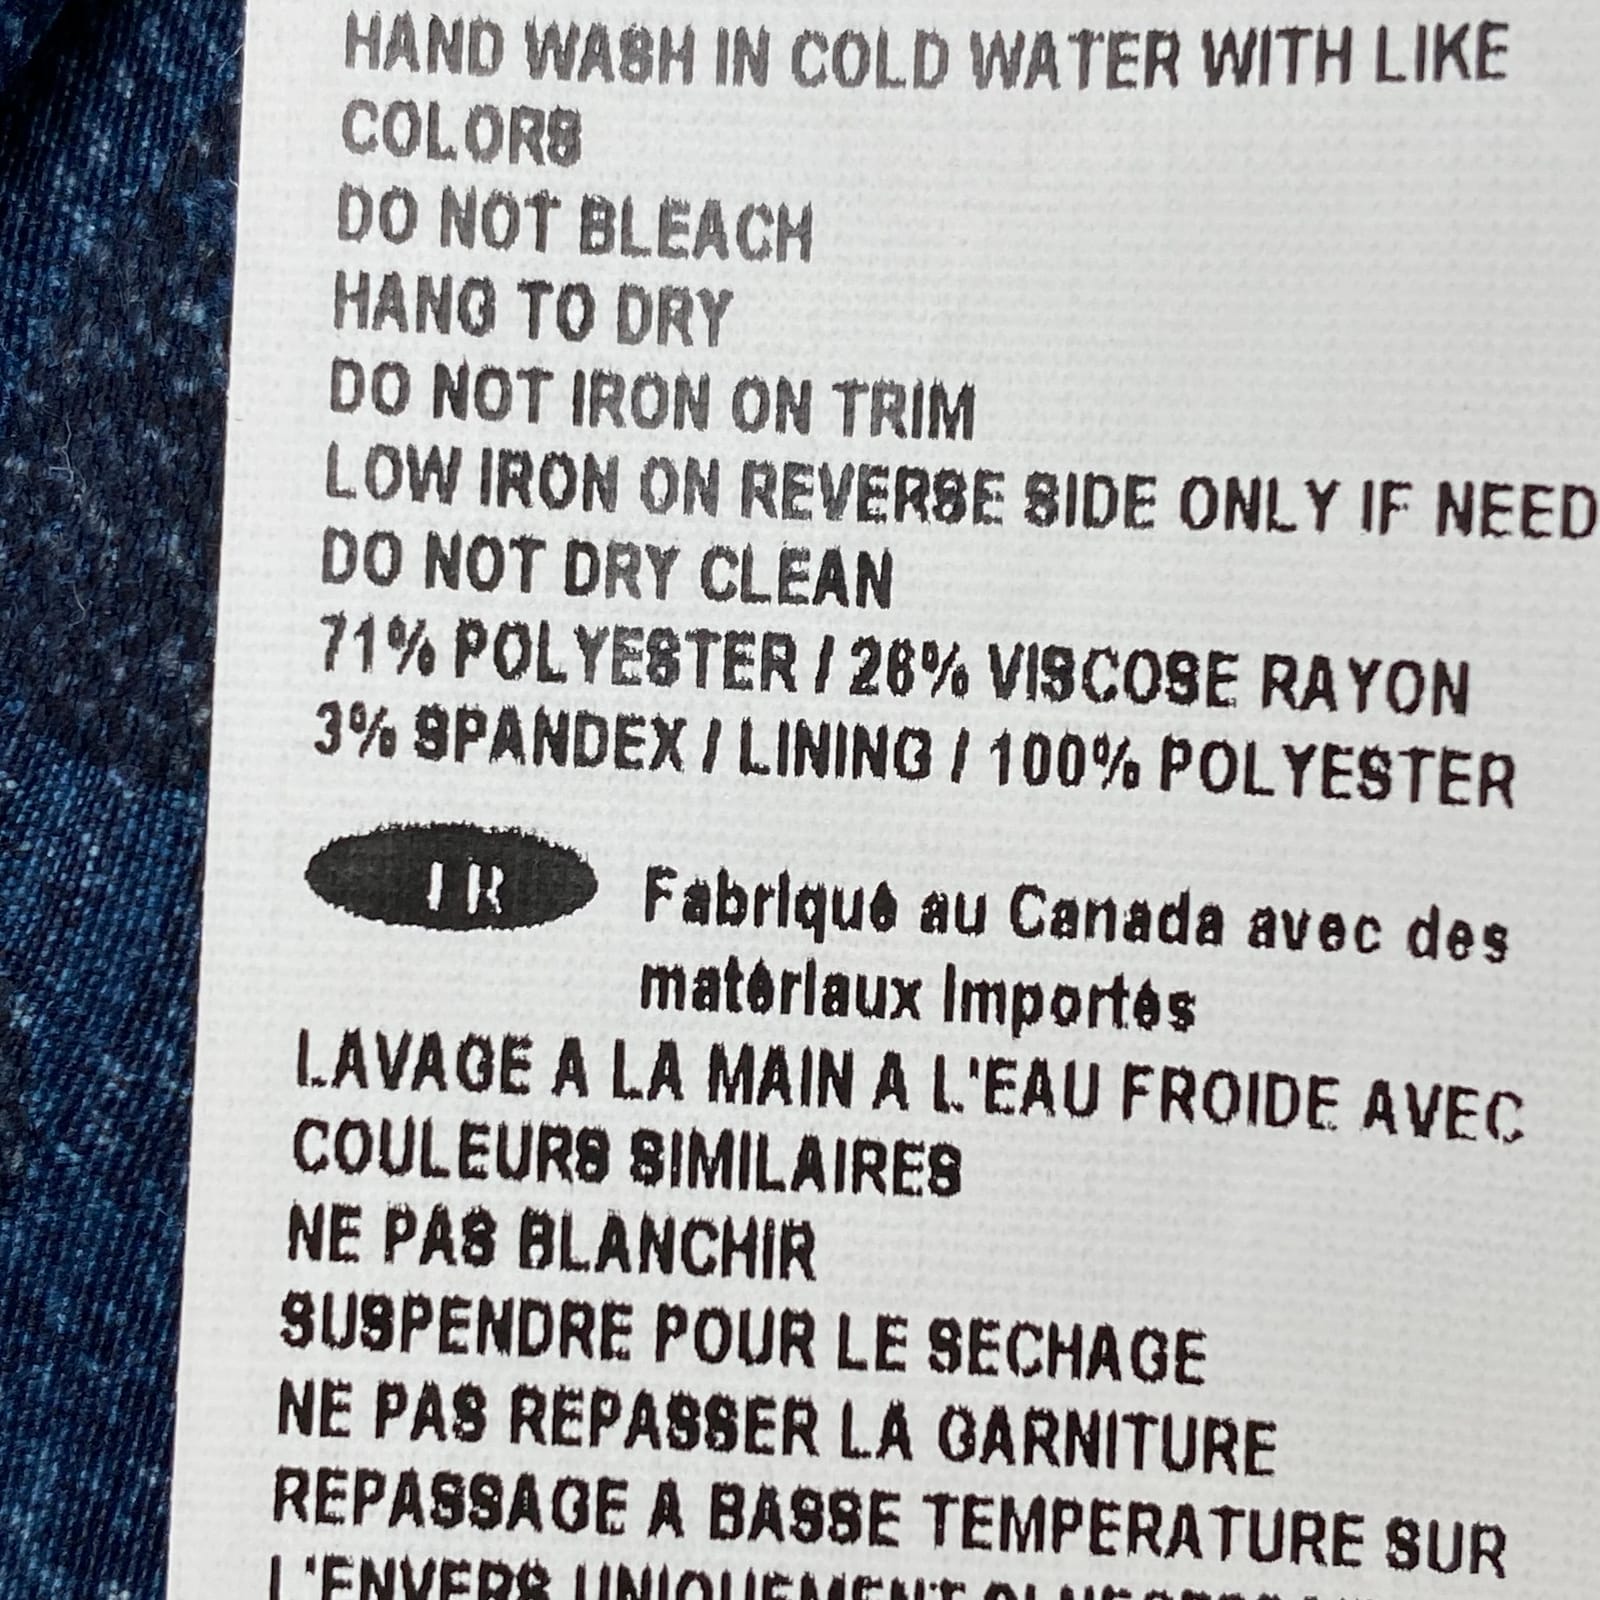 HAND WASH IN COLD WATER WITH LIKE
COLORS
DO NOT BLEACH
HANG TO DRY
DO NOT IRON ON TRIM
LOW IRON ON REVERSE SIDE ONLY IF NEED
DO NOT DRY CLEAN
71% POLYESTER / 26% VISCOSE RAYON
3% SPANDEX / LINING / 100% POLYESTER
Fabriqué au Canada avec des
matériaux Importés
LAVAGE A LA MAIN A L'EAU FROIDE AVEC
COULEURS SIMILAIRES
NE PAS BLANCHIR
SUSPENDRE POUR LE SECHAGE
NE PAS REPASSER LA GARNITURE
REPASSAGE A BASSE TEMPERATURE SUR
L'ENVERS UNIQUEMENT SI